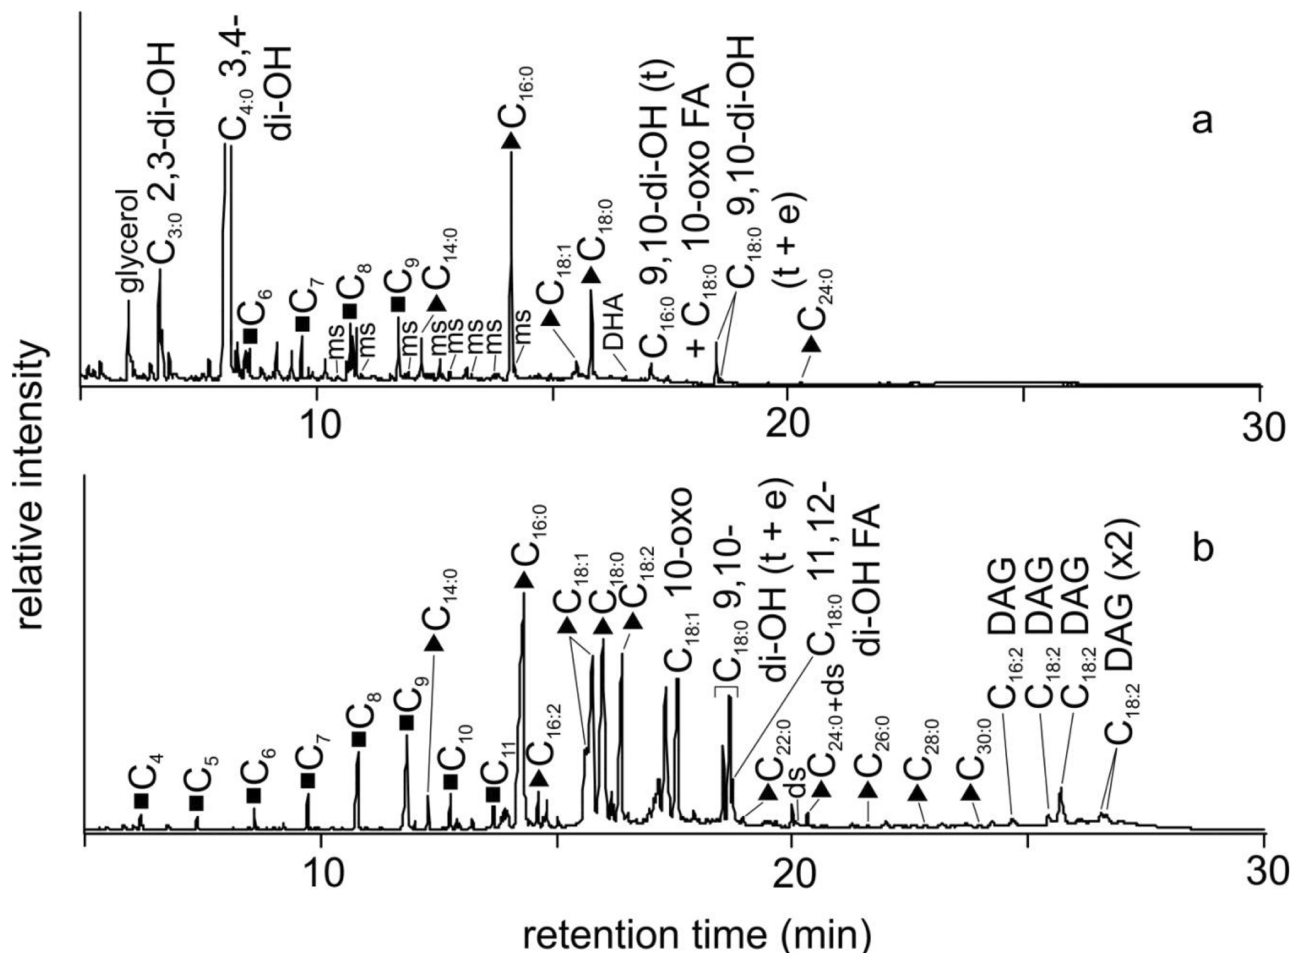 a
glycerol
C3:0 2,3-di-OH
C4:0 3,4-
di-OH
■C6
■C7
ms
■C8
ms
■C9
ms
▲C14:0
ms
ms
ms
ms
▲C16:0
ms
▲C18:1
▲C18:0
DHA
C16:0 9,10-di-OH (t)
+ C18:0 10-oxo FA
C18:0 9,10-di-OH
(t + e)
▲C24:0
10
20
30
relative intensity
b
■C4
■C5
■C6
■C7
■C8
■C9
▲C14:0
■C10
■C11
▲C16:0
▲C16:2
▲C18:1
▲C18:0
▲C18:2
C18:1 10-oxo
C18:0 9,10-
di-OH (t + e)
C18:0 11,12-
di-OH FA
▲C22:0
ds
▲C24:0+ds
▲C26:0
▲C28:0
▲C30:0
C16:2 DAG
C18:2 DAG
C18:2 DAG
C18:2 DAG (x2)
10
20
30
retention time (min)